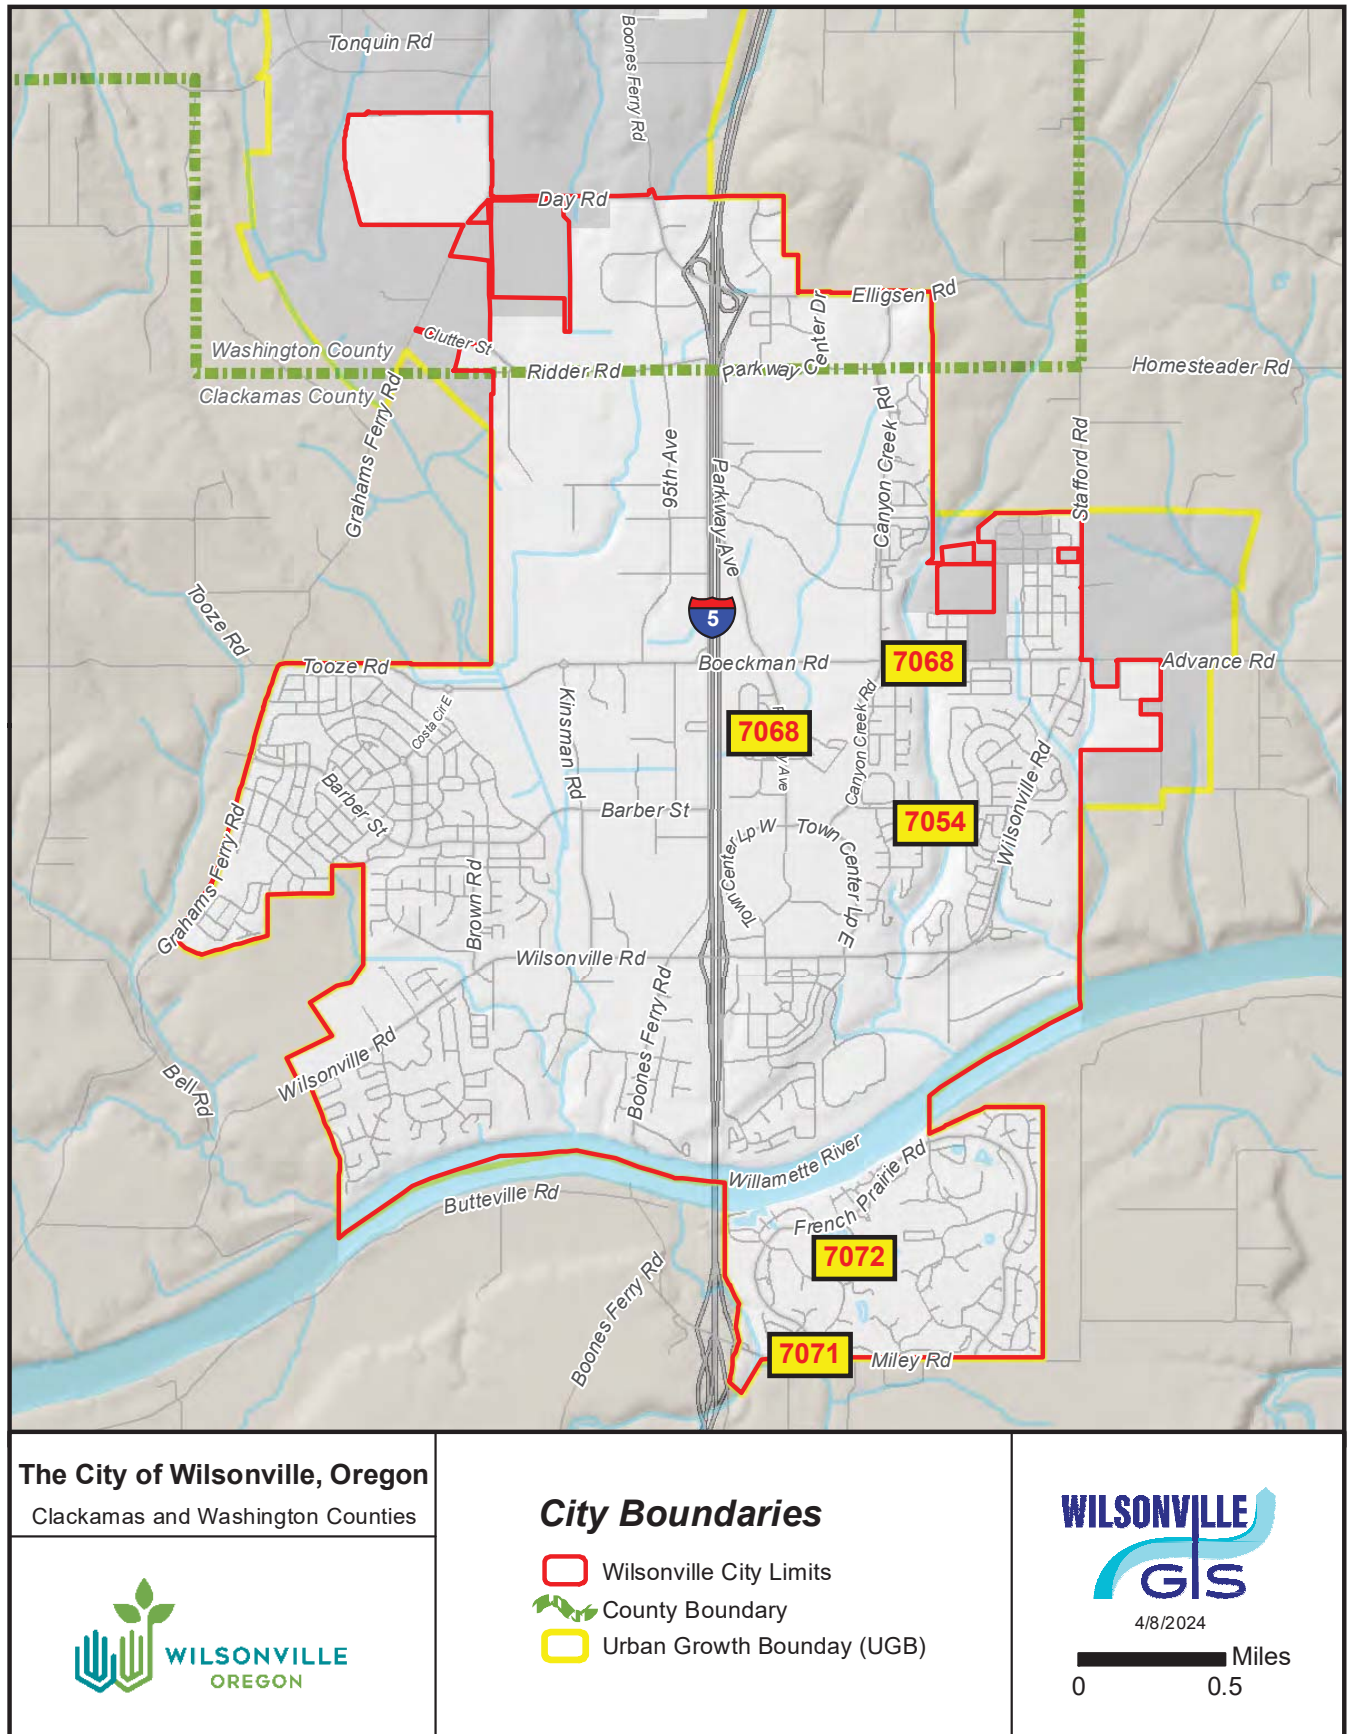 Tonquin Rd
Boones Ferry Rd
Day Rd
Elligsen Rd
Clutter St
Washington County
Clackamas County
Ridder Rd
Parkway Center Dr
Homesteader Rd
Grahams Ferry Rd
95th Ave
Parkway Ave
Canyon Creek Rd
Stafford Rd
Tooze Rd
5
Tooze Rd
Boeckman Rd
7068
Advance Rd
Costa Cir E
Kinsman Rd
7068
y Ave
Canyon Creek Rd
Wilsonville Rd
Barber St
Barber St
7054
Town Center Lp W
Town Center Lp E
Grahams Ferry Rd
Brown Rd
Wilsonville Rd
Boones Ferry Rd
Wilsonville Rd
Bell Rd
Willamette River
Butteville Rd
French Prairie Rd
7072
Boones Ferry Rd
7071
Miley Rd
The City of Wilsonville, Oregon
Clackamas and Washington Counties
WILSONVILLE
OREGON
City Boundaries
Wilsonville City Limits
County Boundary
Urban Growth Bounday (UGB)
WILSONVILLE
GIS
4/8/2024
Miles
0 0.5